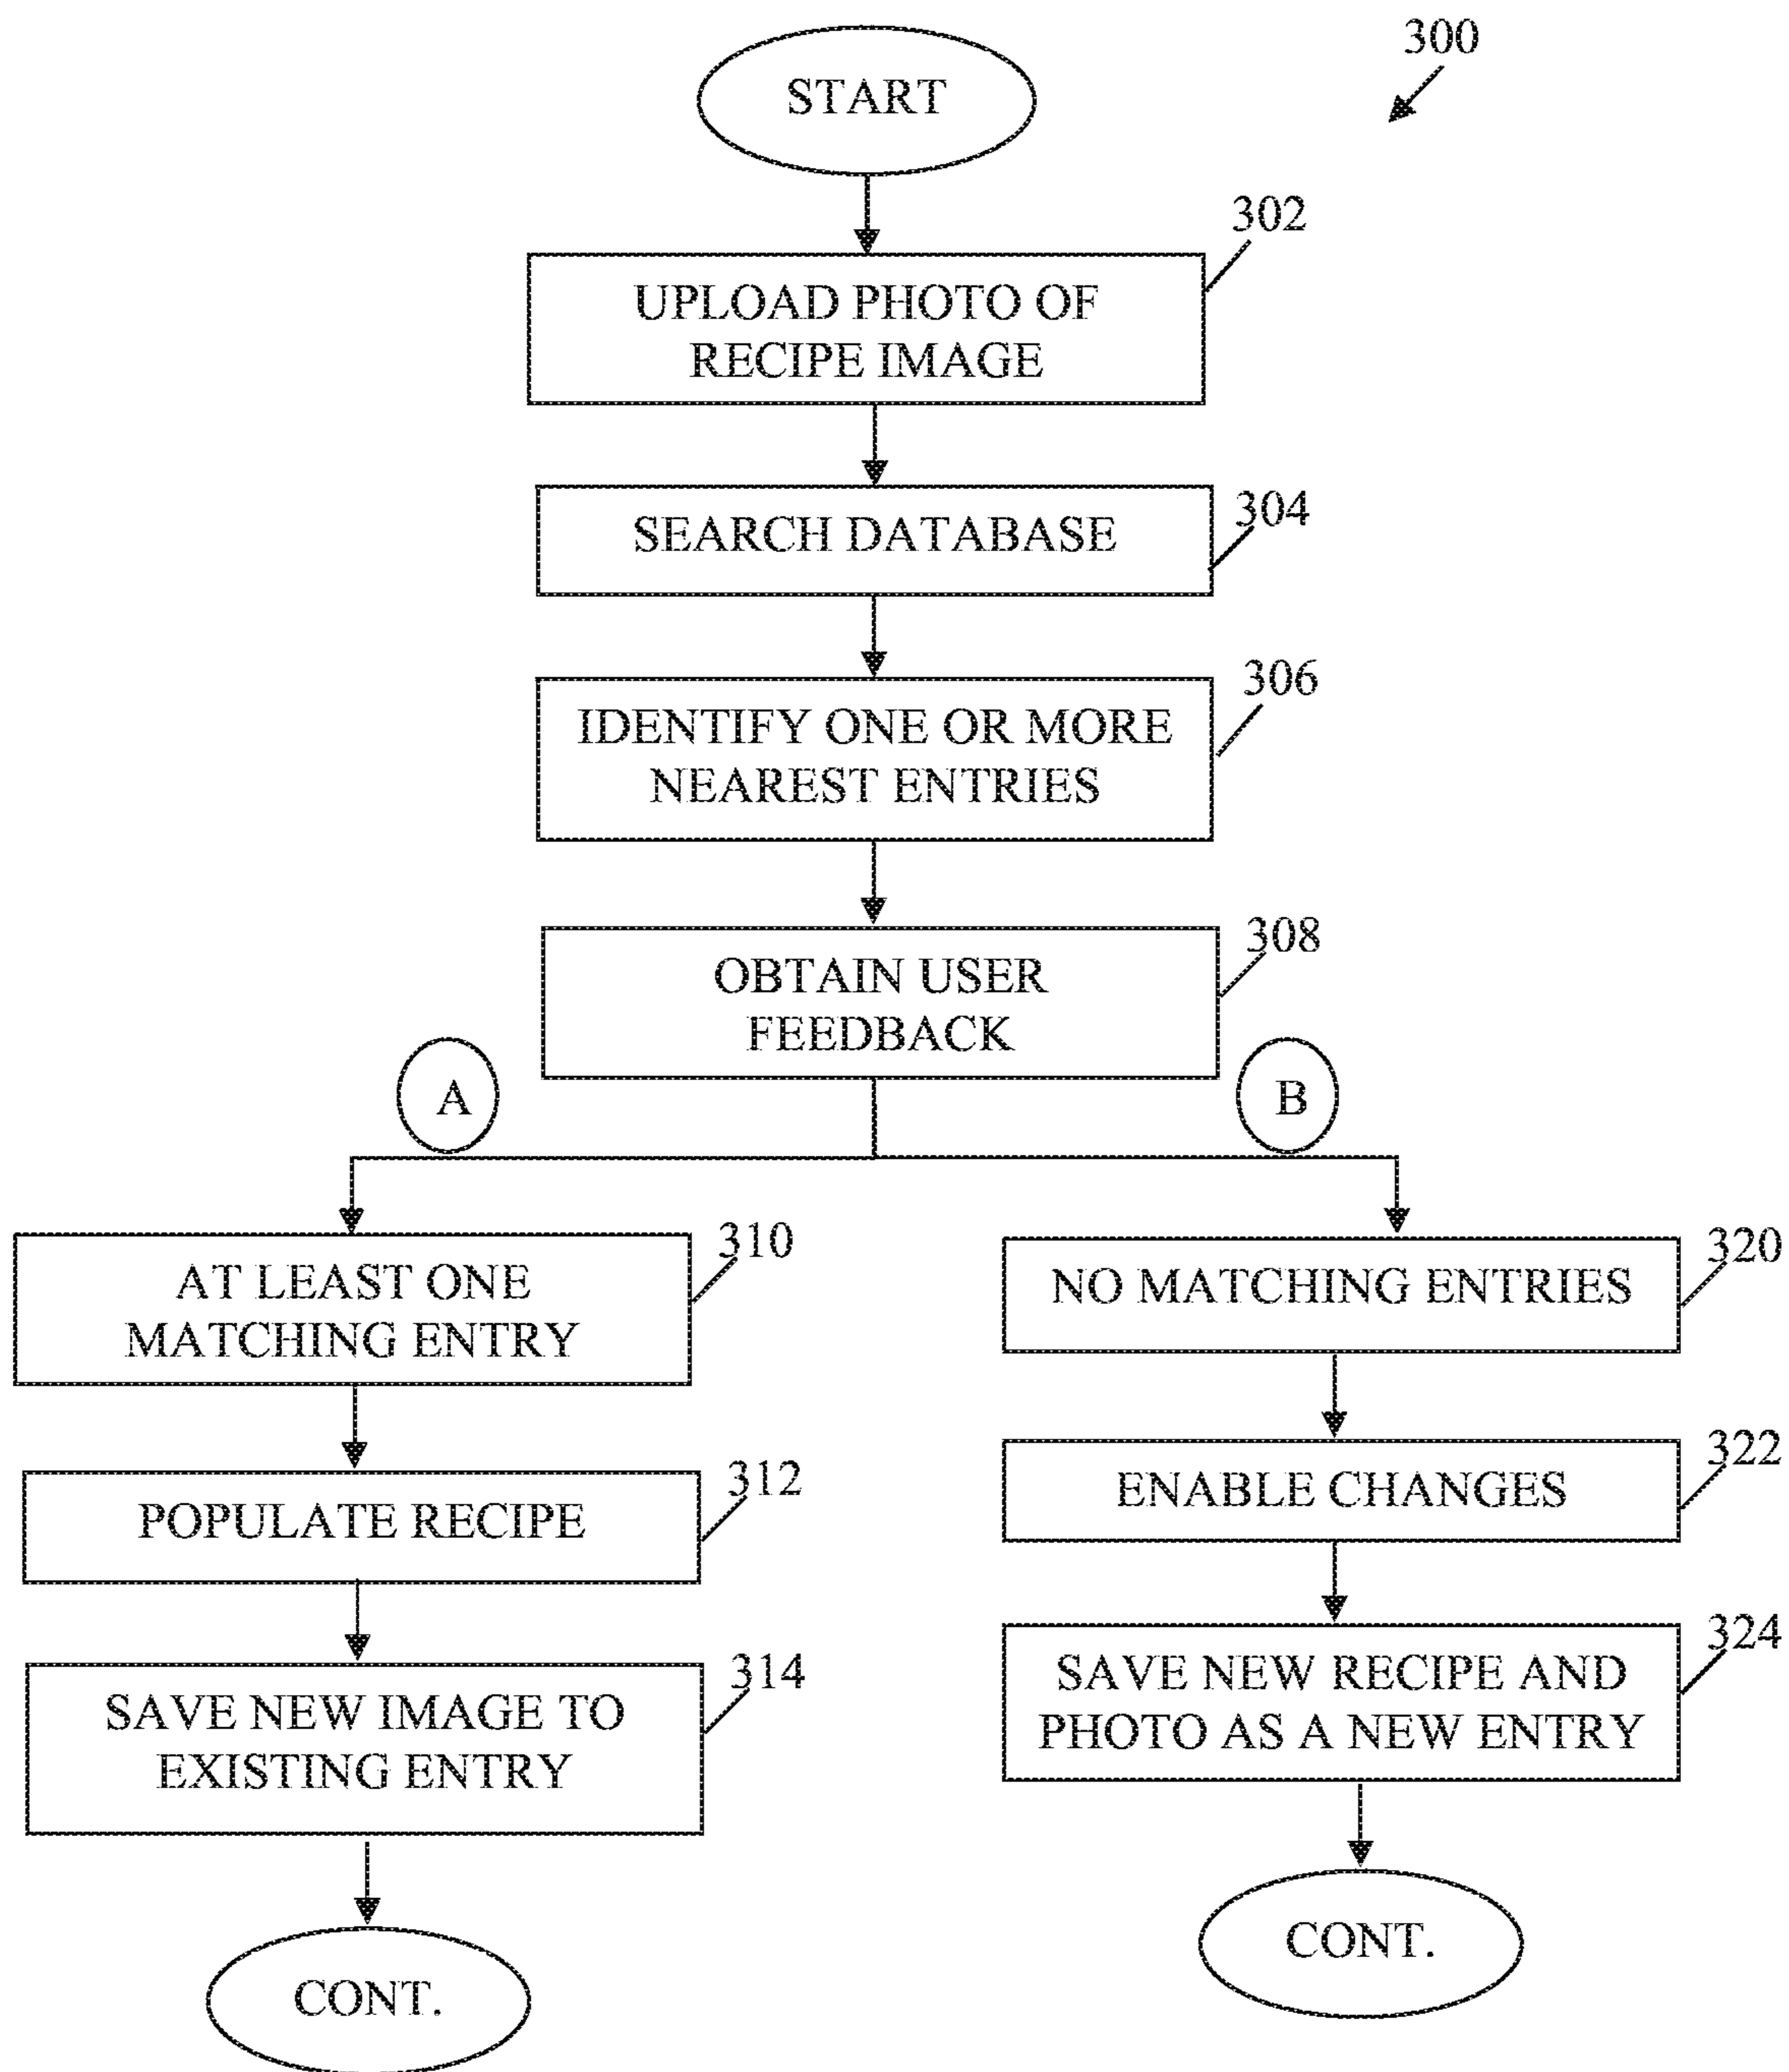 300
START
302
UPLOAD PHOTO OF
RECIPE IMAGE
304
SEARCH DATABASE
306
IDENTIFY ONE OR MORE
NEAREST ENTRIES
308
OBTAIN USER
FEEDBACK
A
B
310
AT LEAST ONE
MATCHING ENTRY
320
NO MATCHING ENTRIES
312
POPULATE RECIPE
322
ENABLE CHANGES
314
SAVE NEW IMAGE TO
EXISTING ENTRY
324
SAVE NEW RECIPE AND
PHOTO AS A NEW ENTRY
CONT.
CONT.